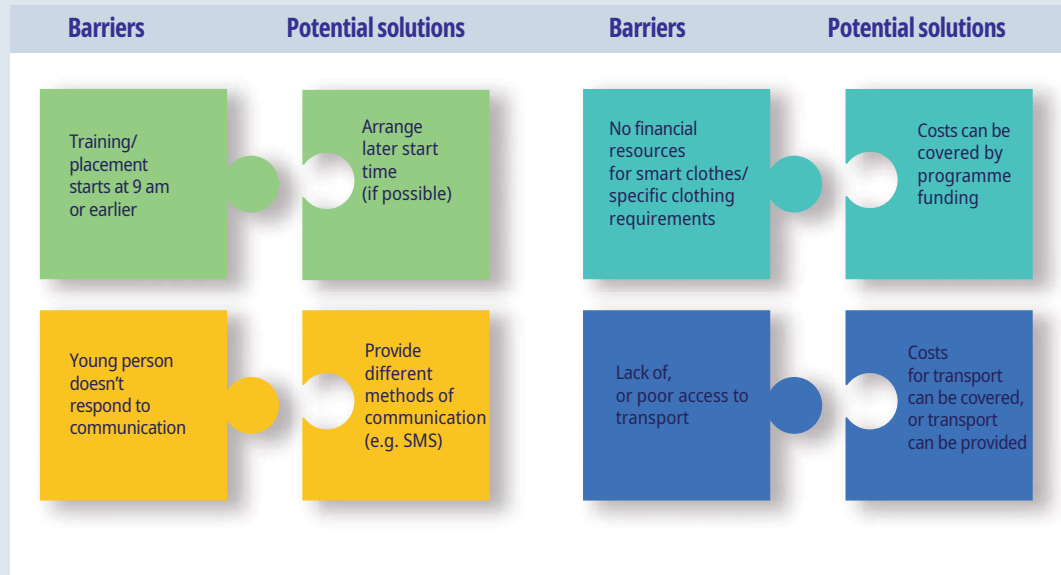 Barriers
Potential solutions
Barriers
Potential solutions
Training/
placement
starts at 9 am
or earlier
Arrange
later start
time
(if possible)
No financial
resources
for smart clothes/
specific clothing
requirements
Costs can be
covered by
programme
funding
Young person
doesn't
respond to
communication
Provide
different
methods of
communication
(e.g. SMS)
Lack of,
or poor access to
transport
Costs
for transport
can be covered,
or transport
can be provided